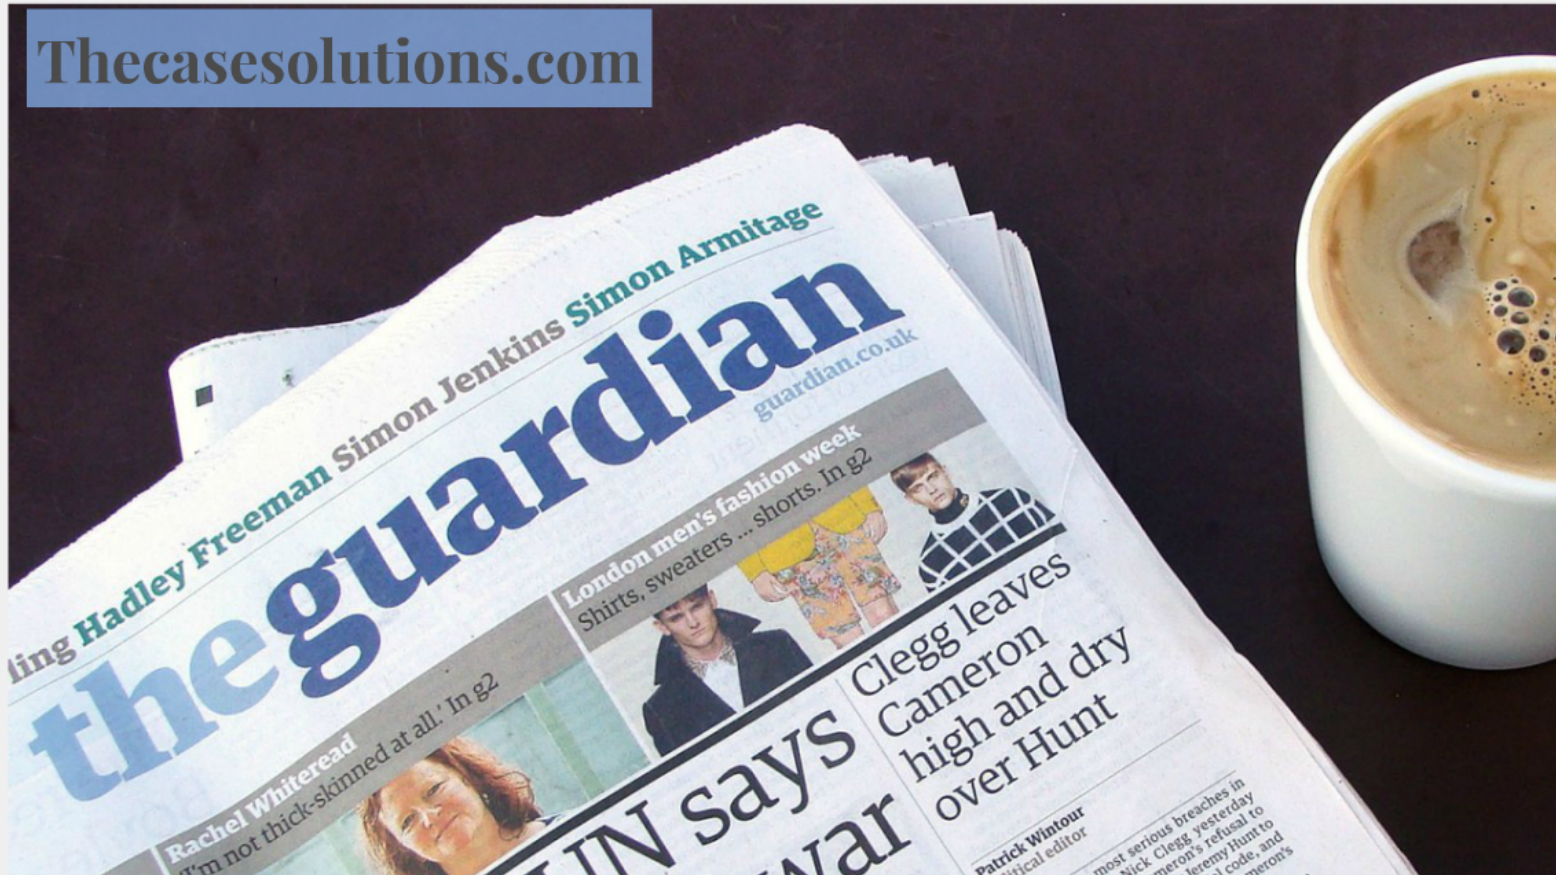 Thecasesolutions.com
Hadley Freeman Simon Jenkins Simon Armitage
theguardian
guardian.co.uk
London men's fashion week
Shirts, sweaters ... shorts. In g2
Rachel Whiteread
'I'm not thick-skinned at all.' In g2
UN says
war
Clegg leaves
Cameron
high and dry
over Hunt
Patrick Wintour
editor
most serious breaches in
Nick Clegg yesterday
refusal to
Jeremy Hunt to
code, and